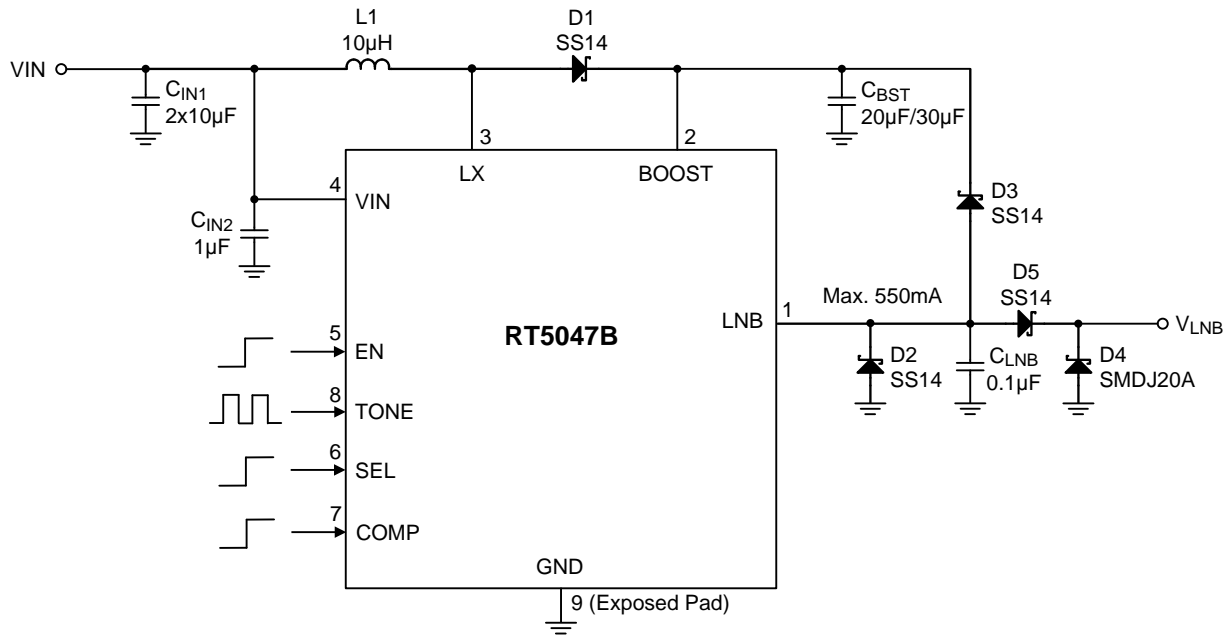 L1
10µH
D1
SS14
VIN
CIN1
2x10µF
CBST
20µF/30µF
3
2
LX
BOOST
4
VIN
CIN2
1µF
D3
SS14
RT5047B
LNB
1
Max. 550mA
D5
SS14
VLNB
D2
SS14
CLNB
0.1µF
D4
SMDJ20A
5
EN
8
TONE
6
SEL
7
COMP
GND
9 (Exposed Pad)